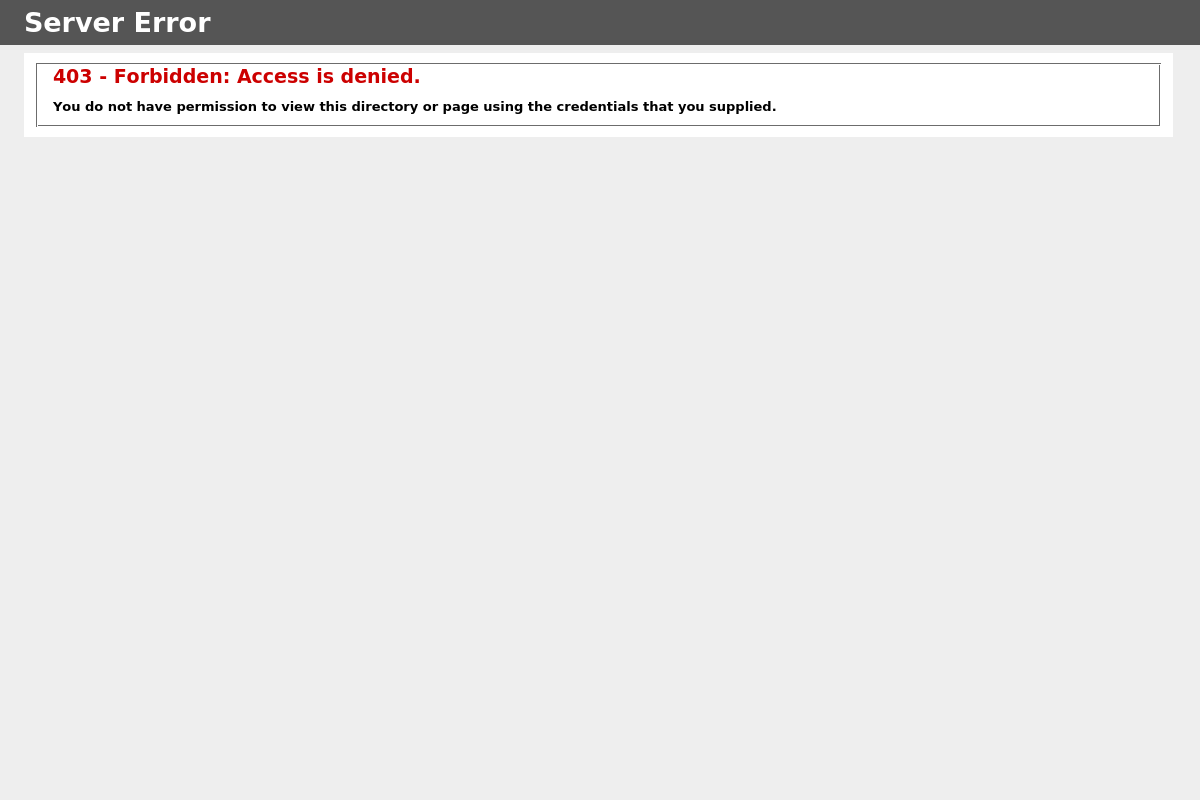 Server Error
403 - Forbidden: Access is denied.
You do not have permission to view this directory or page using the credentials that you supplied.